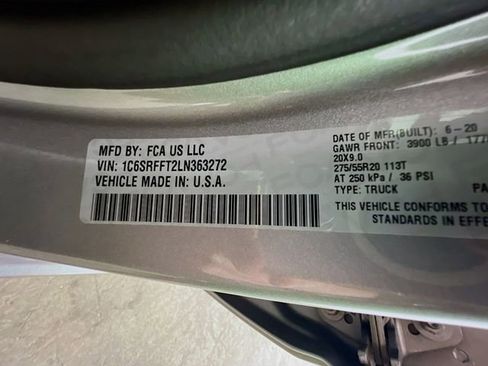 MFD BY: FCA US LLC
VIN: 1C6SRFFT2LN363272
VEHICLE MADE IN: U.S.A.
DATE OF MFR(BUILT): 6-20
GAWR FRONT: 3900 LB /
20X9.0
275/55R20 113T
AT 250 kPa / 36 PSI
TYPE: TRUCK
THIS VEHICLE CONFORMS TO
STANDARDS IN EFFE